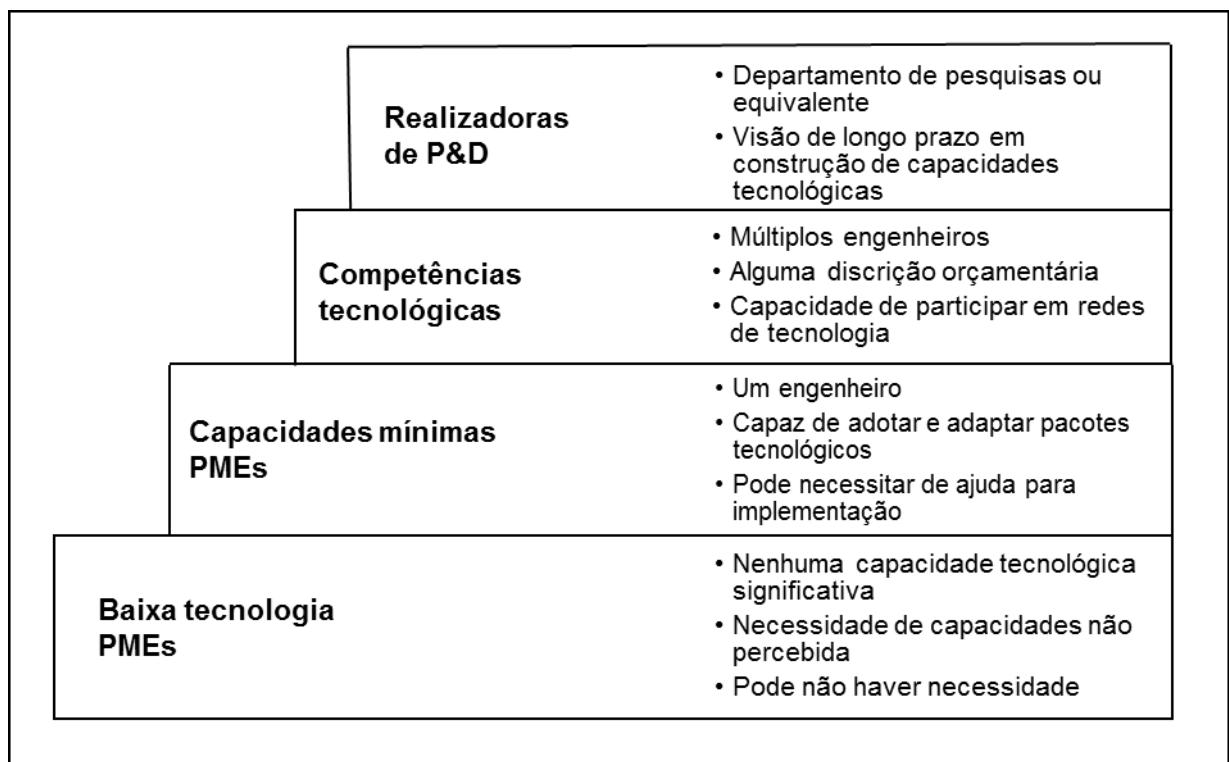 Realizadoras
de P&D
• Departamento de pesquisas ou
equivalente
• Visão de longo prazo em
construção de capacidades
tecnológicas
Competências
tecnológicas
• Múltiplos engenheiros
• Alguma discrição orçamentária
• Capacidade de participar em redes
de tecnologia
Capacidades mínimas
PMEs
• Um engenheiro
• Capaz de adotar e adaptar pacotes
tecnológicos
• Pode necessitar de ajuda para
implementação
Baixa tecnologia
PMEs
• Nenhuma capacidade tecnológica
significativa
• Necessidade de capacidades não
percebida
• Pode não haver necessidade